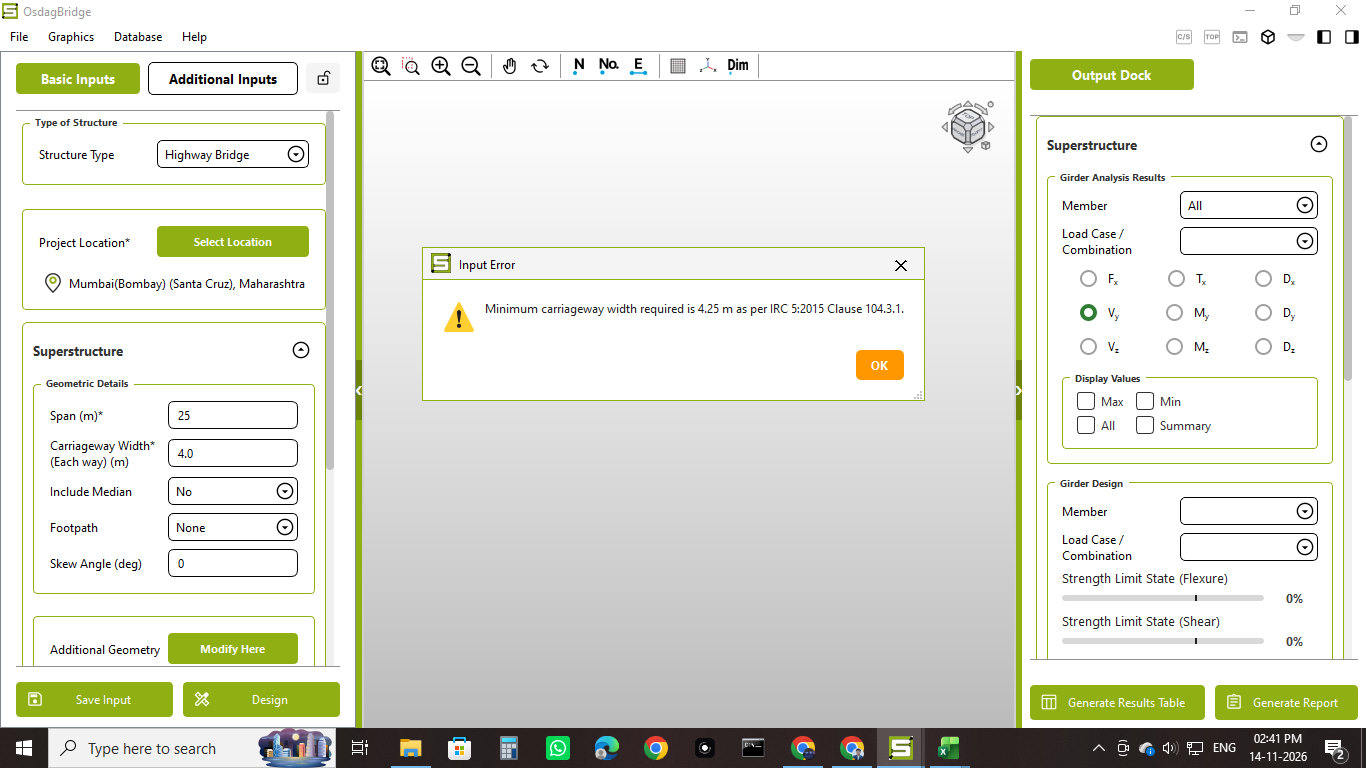 OsdagBridge
File Graphics Database Help
C/S TOP
Basic Inputs Additional Inputs
Type of Structure
Structure Type Highway Bridge
Project Location* Select Location
Mumbai(Bombay) (Santa Cruz), Maharashtra
Superstructure
Geometric Details
Span (m)* 25
Carriageway Width*
(Each way) (m) 4.0
Include Median No
Footpath None
Skew Angle (deg) 0
Additional Geometry Modify Here
Save Input Design
N No. E Dim
Input Error
Minimum carriageway width required is 4.25 m as per IRC 5:2015 Clause 104.3.1.
OK
Output Dock
Superstructure
Girder Analysis Results
Member All
Load Case /
Combination
Fx Tx Dx
Vy My Dy
Vz Mz Dz
Display Values
Max Min
All Summary
Girder Design
Member
Load Case /
Combination
Strength Limit State (Flexure)
0%
Strength Limit State (Shear)
0%
Generate Results Table Generate Report
Type here to search
ENG
02:41 PM
14-11-2026
2